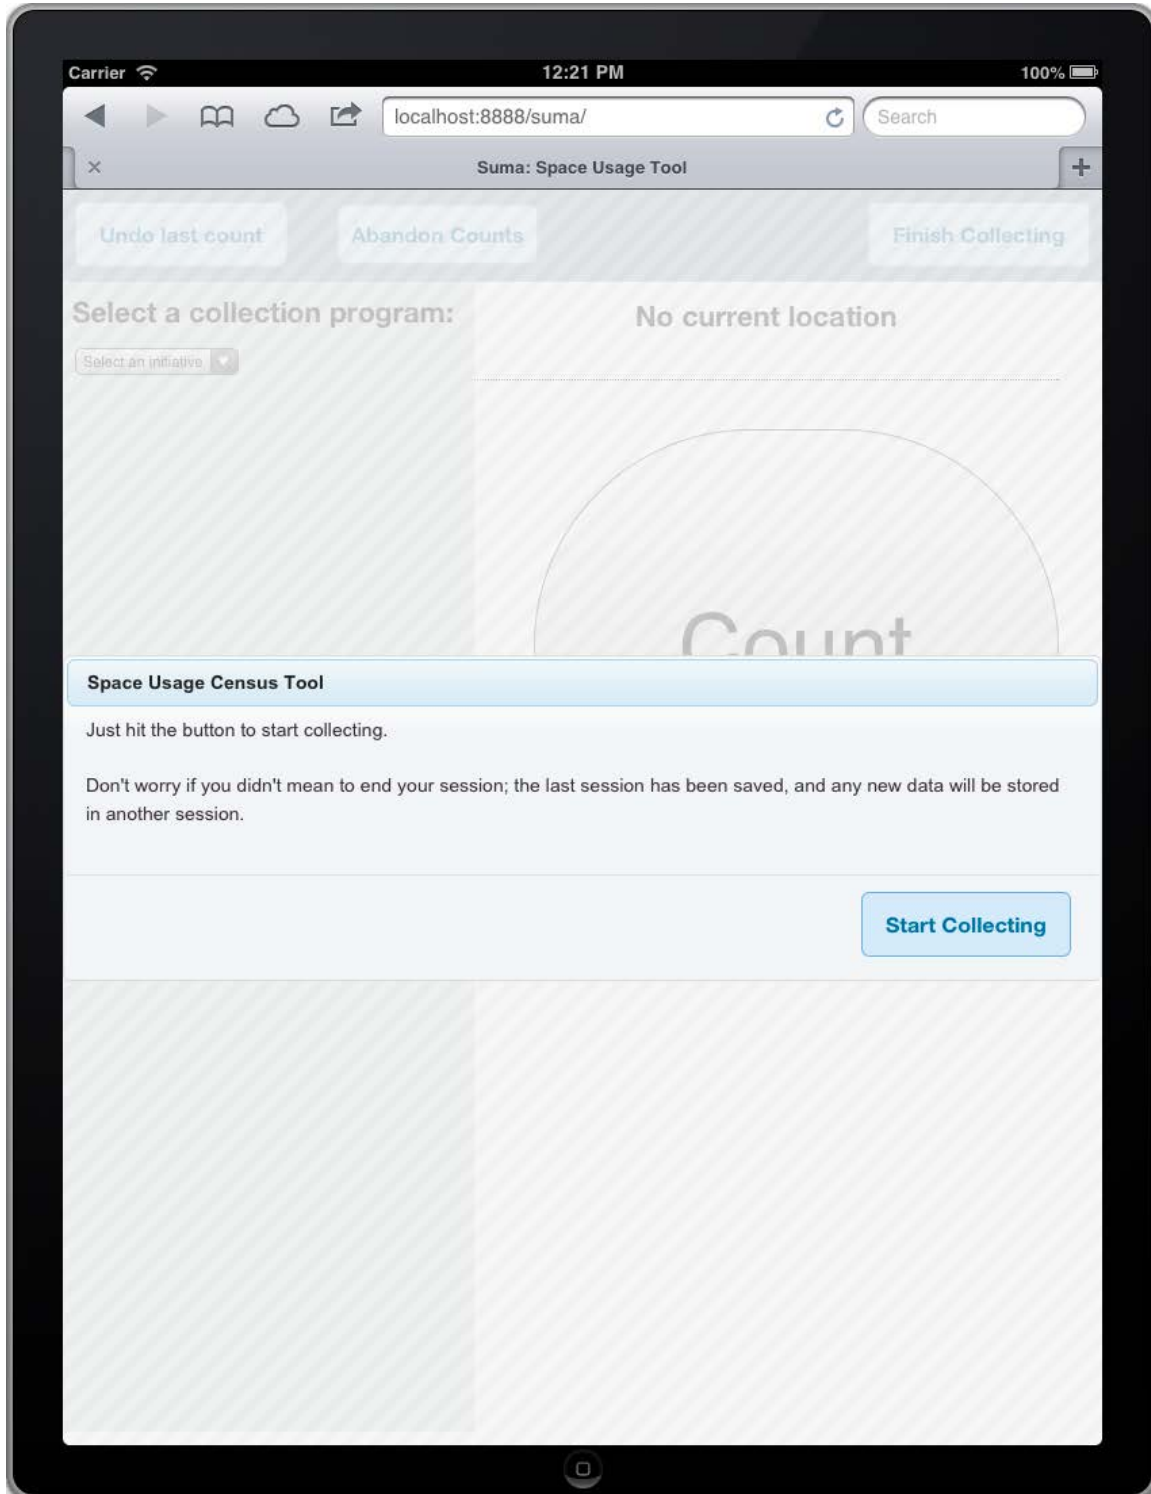 Carrier 12:21 PM 100%
localhost:8888/suma/ Search
Suma: Space Usage Tool
Undo last count Abandon Counts Finish Collecting
Select a collection program: No current location
Select an initiative
Count
Space Usage Census Tool
Just hit the button to start collecting.
Don't worry if you didn't mean to end your session; the last session has been saved, and any new data will be stored
in another session.
Start Collecting